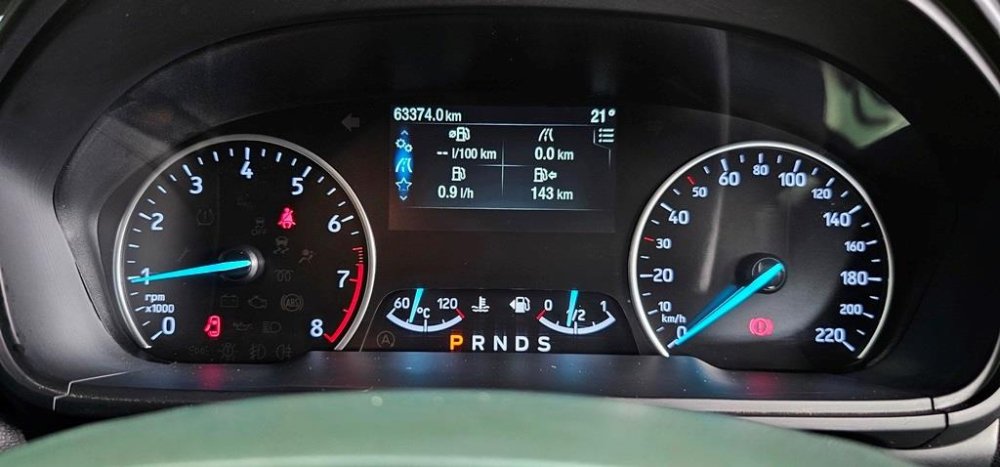 63374.0 km 21°
-- l/100 km 0.0 km
0.9 l/h 143 km
0 1 2 3 4 5 6 7 8
rpm
x1000
OFF
ABS
60 120
°C
0 1/2 1
A
P R N D S
0 10 20 30 40 50 60 80 100 120 140 160 180 200 220
km/h